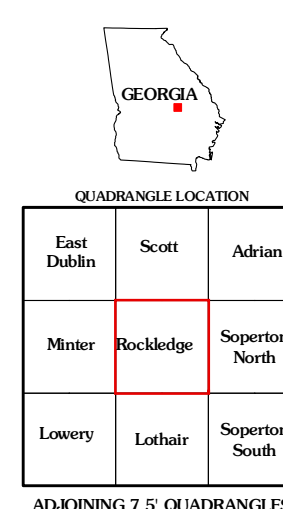 GEORGIA
QUADRANGLE LOCATION
East
Dublin
Scott
Adrian
Minter
Rockledge
Soperton
North
Lowery
Lothair
Soperton
South
ADJOINING 7.5' QUADRANGLES